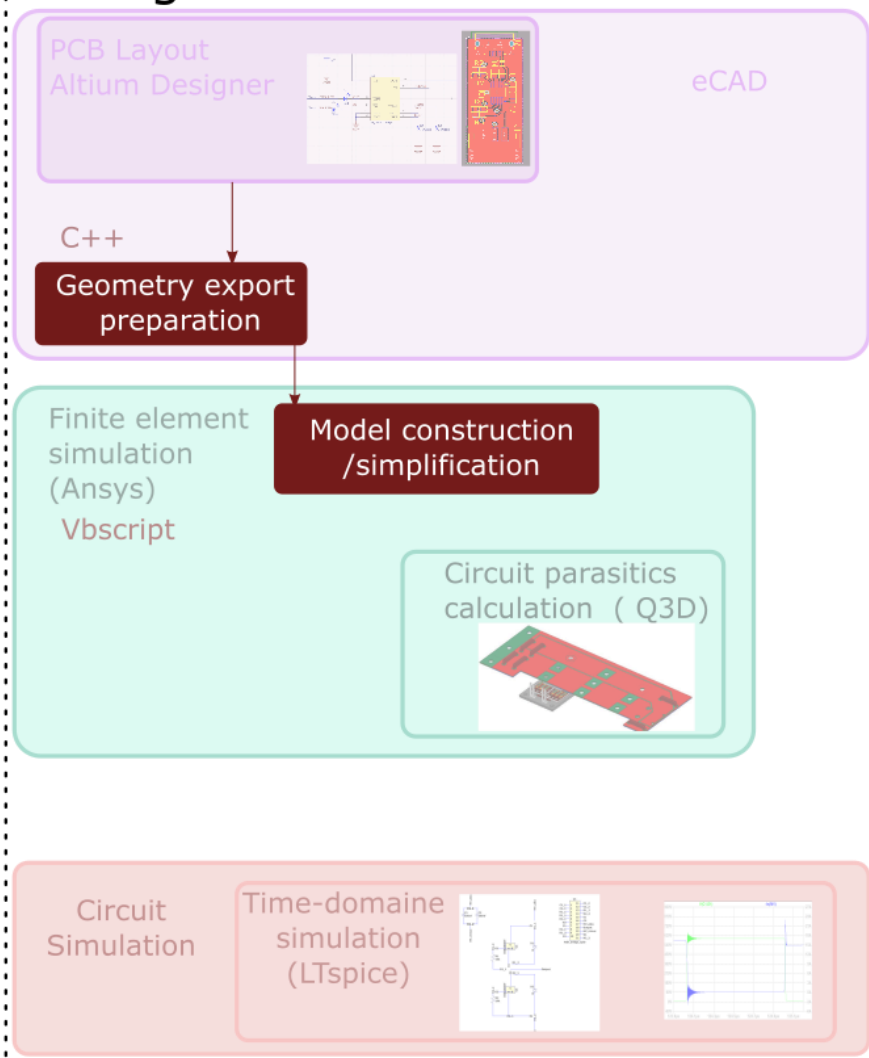 PCB Layout
Altium Designer
eCAD
C++
Geometry export
preparation
Finite element
simulation
(Ansys)
Vbscript
Model construction
/simplification
Circuit parasitics
calculation ( Q3D)
Circuit
Simulation
Time-domaine
simulation
(LTspice)